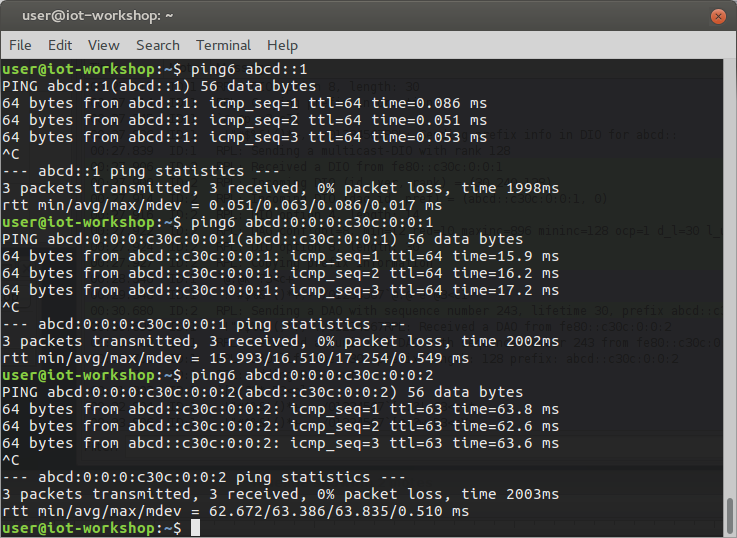 user@iot-workshop: ~
File Edit View Search Terminal Help
user@iot-workshop:~$ ping6 abcd::1
PING abcd::1(abcd::1) 56 data bytes
64 bytes from abcd::1: icmp_seq=1 ttl=64 time=0.086 ms
64 bytes from abcd::1: icmp_seq=2 ttl=64 time=0.051 ms
64 bytes from abcd::1: icmp_seq=3 ttl=64 time=0.053 ms
^C
--- abcd::1 ping statistics ---
3 packets transmitted, 3 received, 0% packet loss, time 1998ms
rtt min/avg/max/mdev = 0.051/0.063/0.086/0.017 ms
user@iot-workshop:~$ ping6 abcd:0:0:0:c30c:0:0:1
PING abcd:0:0:0:c30c:0:0:1(abcd::c30c:0:0:1) 56 data bytes
64 bytes from abcd::c30c:0:0:1: icmp_seq=1 ttl=64 time=15.9 ms
64 bytes from abcd::c30c:0:0:1: icmp_seq=2 ttl=64 time=16.2 ms
64 bytes from abcd::c30c:0:0:1: icmp_seq=3 ttl=64 time=17.2 ms
^C
--- abcd:0:0:0:c30c:0:0:1 ping statistics ---
3 packets transmitted, 3 received, 0% packet loss, time 2002ms
rtt min/avg/max/mdev = 15.993/16.510/17.254/0.549 ms
user@iot-workshop:~$ ping6 abcd:0:0:0:c30c:0:0:2
PING abcd:0:0:0:c30c:0:0:2(abcd::c30c:0:0:2) 56 data bytes
64 bytes from abcd::c30c:0:0:2: icmp_seq=1 ttl=63 time=63.8 ms
64 bytes from abcd::c30c:0:0:2: icmp_seq=2 ttl=63 time=62.6 ms
64 bytes from abcd::c30c:0:0:2: icmp_seq=3 ttl=63 time=63.6 ms
^C
--- abcd:0:0:0:c30c:0:0:2 ping statistics ---
3 packets transmitted, 3 received, 0% packet loss, time 2003ms
rtt min/avg/max/mdev = 62.672/63.386/63.835/0.510 ms
user@iot-workshop:~$